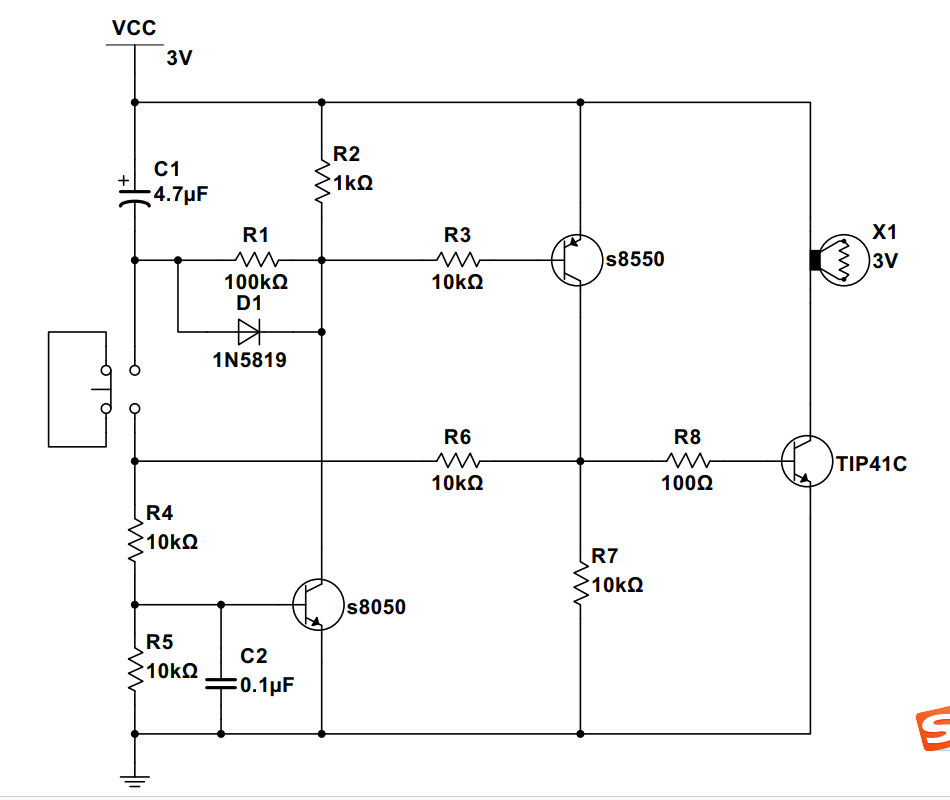 VCC
3V
C1
4.7µF
R2
1kΩ
R1
100kΩ
D1
1N5819
R3
10kΩ
s8550
X1
3V
R6
10kΩ
R8
100Ω
TIP41C
R4
10kΩ
R7
10kΩ
s8050
R5
10kΩ
C2
0.1µF